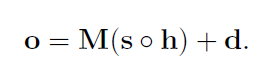 o = M(s ∘ h) + d.